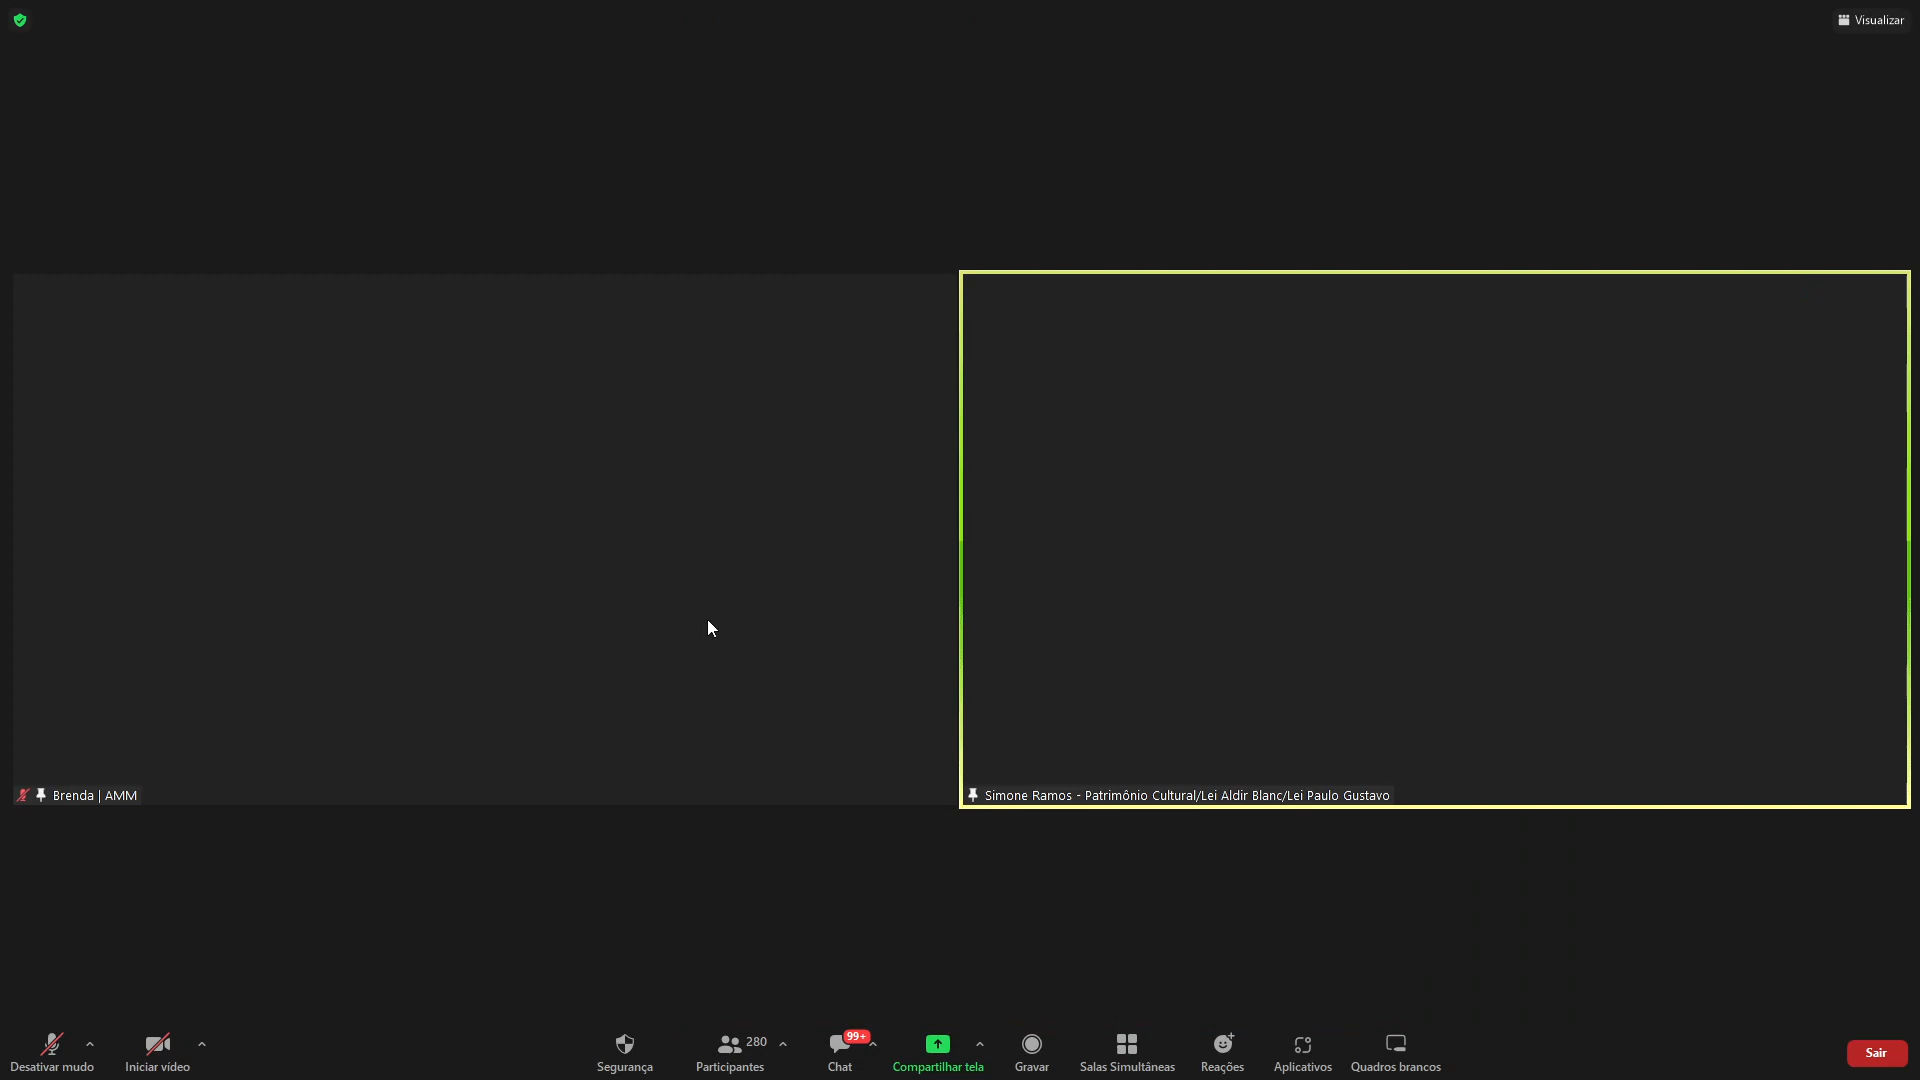 Visualizar
Brenda | AMM
Simone Ramos - Patrimônio Cultural/Lei Aldir Blanc/Lei Paulo Gustavo
280
99+
Desativar mudo
Iniciar vídeo
Segurança
Participantes
Chat
Compartilhar tela
Gravar
Salas Simultâneas
Reações
Aplicativos
Quadros brancos
Sair